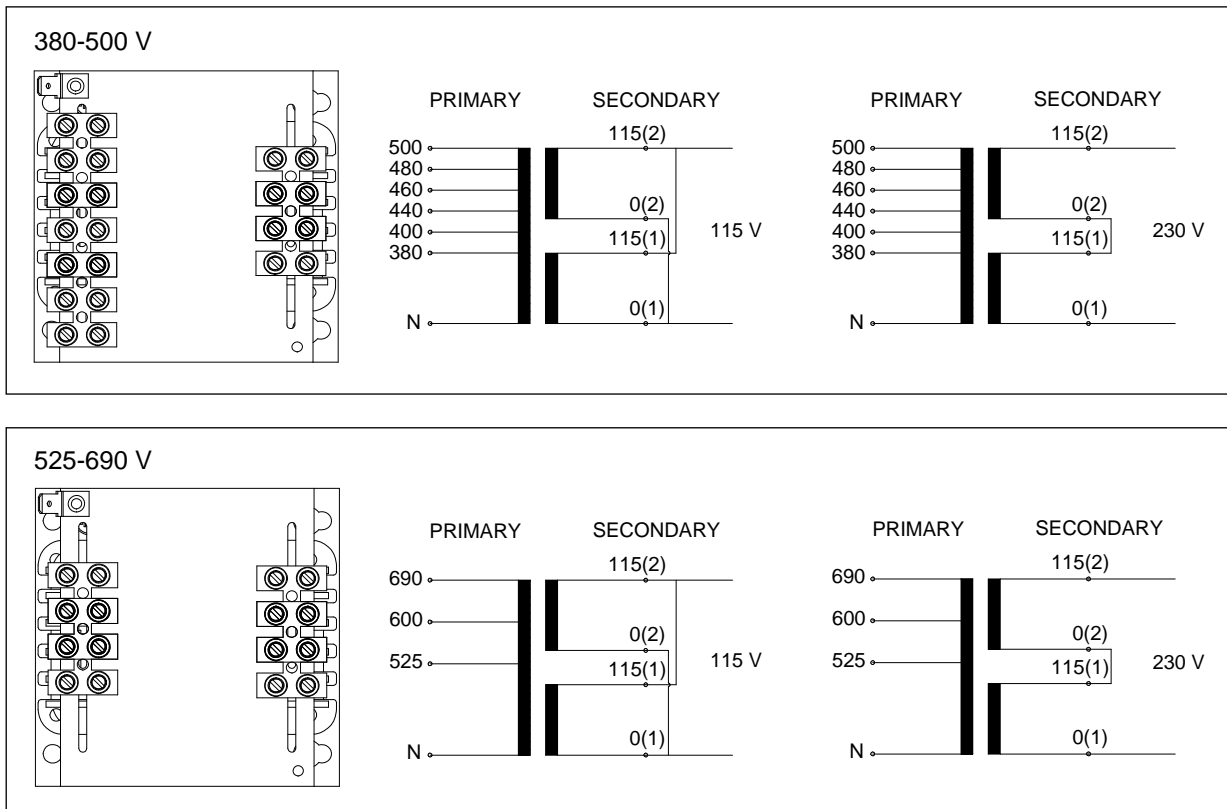 380-500 V
PRIMARY SECONDARY
115(2)
500
480
460
440
400
380
N
0(2)
115(1)
0(1)
115 V
PRIMARY SECONDARY
115(2)
500
480
460
440
400
380
N
0(2)
115(1)
0(1)
230 V
525-690 V
PRIMARY SECONDARY
115(2)
690
600
525
N
0(2)
115(1)
0(1)
115 V
PRIMARY SECONDARY
115(2)
690
600
525
N
0(2)
115(1)
0(1)
230 V